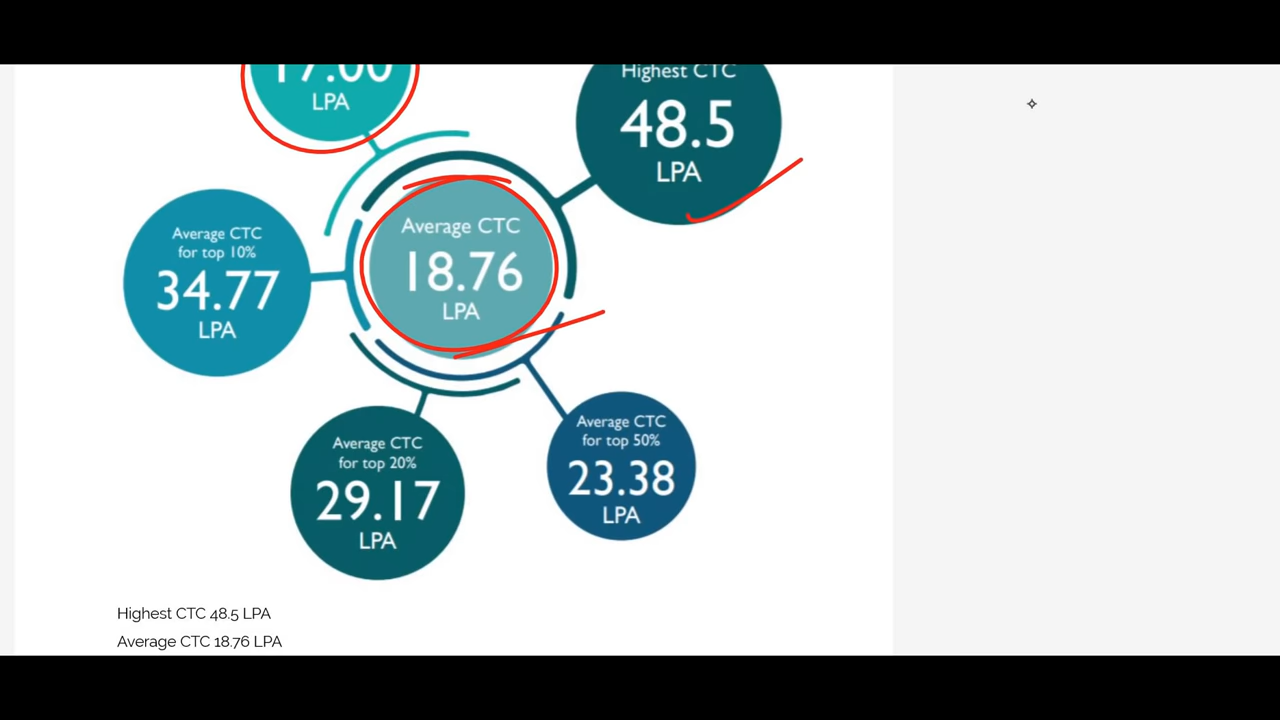 17.00
LPA
Highest CTC
48.5
LPA
Average CTC
18.76
LPA
Average CTC
for top 10%
34.77
LPA
Average CTC
for top 20%
29.17
LPA
Average CTC
for top 50%
23.38
LPA
Highest CTC 48.5 LPA
Average CTC 18.76 LPA